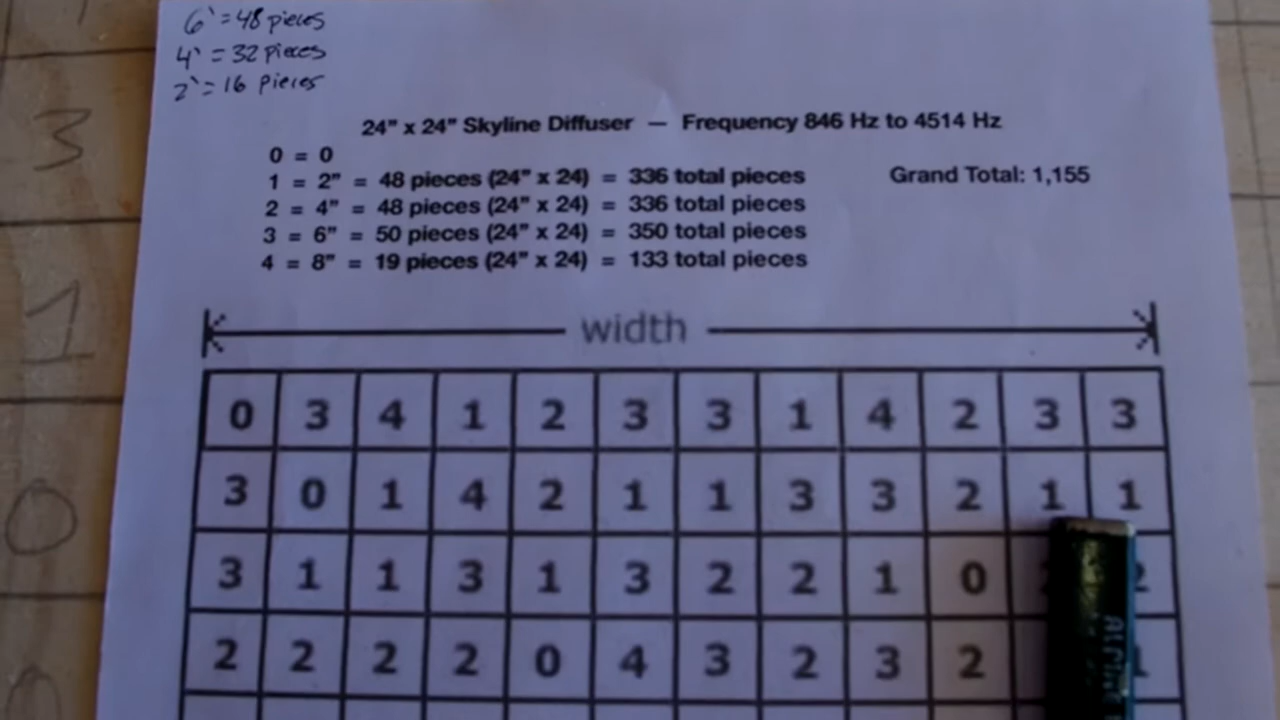 6' = 48 pieces
4' = 32 pieces
2' = 16 pieces
24" x 24" Skyline Diffuser — Frequency 846 Hz to 4514 Hz
0 = 0
1 = 2" = 48 pieces (24" x 24) = 336 total pieces
Grand Total: 1,155
2 = 4" = 48 pieces (24" x 24) = 336 total pieces
3 = 6" = 50 pieces (24" x 24) = 350 total pieces
4 = 8" = 19 pieces (24" x 24) = 133 total pieces
width
0 3 4 1 2 3 3 1 4 2 3 3
3 0 1 4 2 1 1 3 3 2 1 1
3 1 1 3 1 3 2 2 1 0 2
2 2 2 2 0 4 3 2 3 2 1
3
1
0